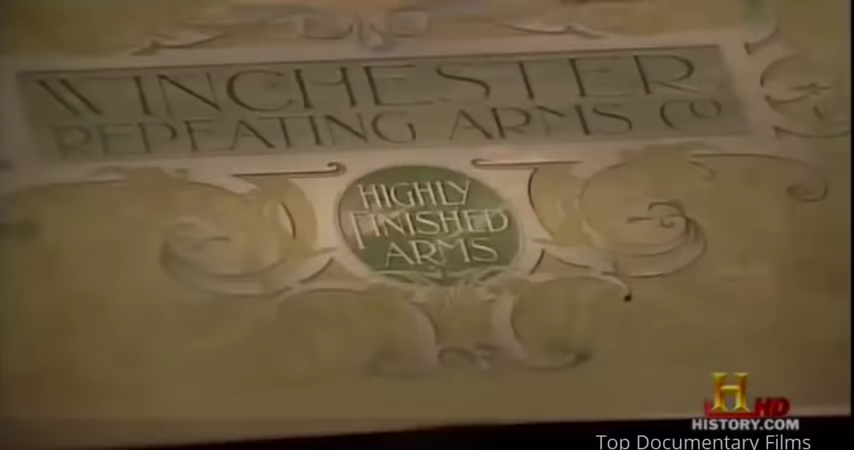 WINCHESTER
REPEATING ARMS CO
HIGHLY
FINISHED
ARMS
H HD
HISTORY.COM
Top Documentary Films